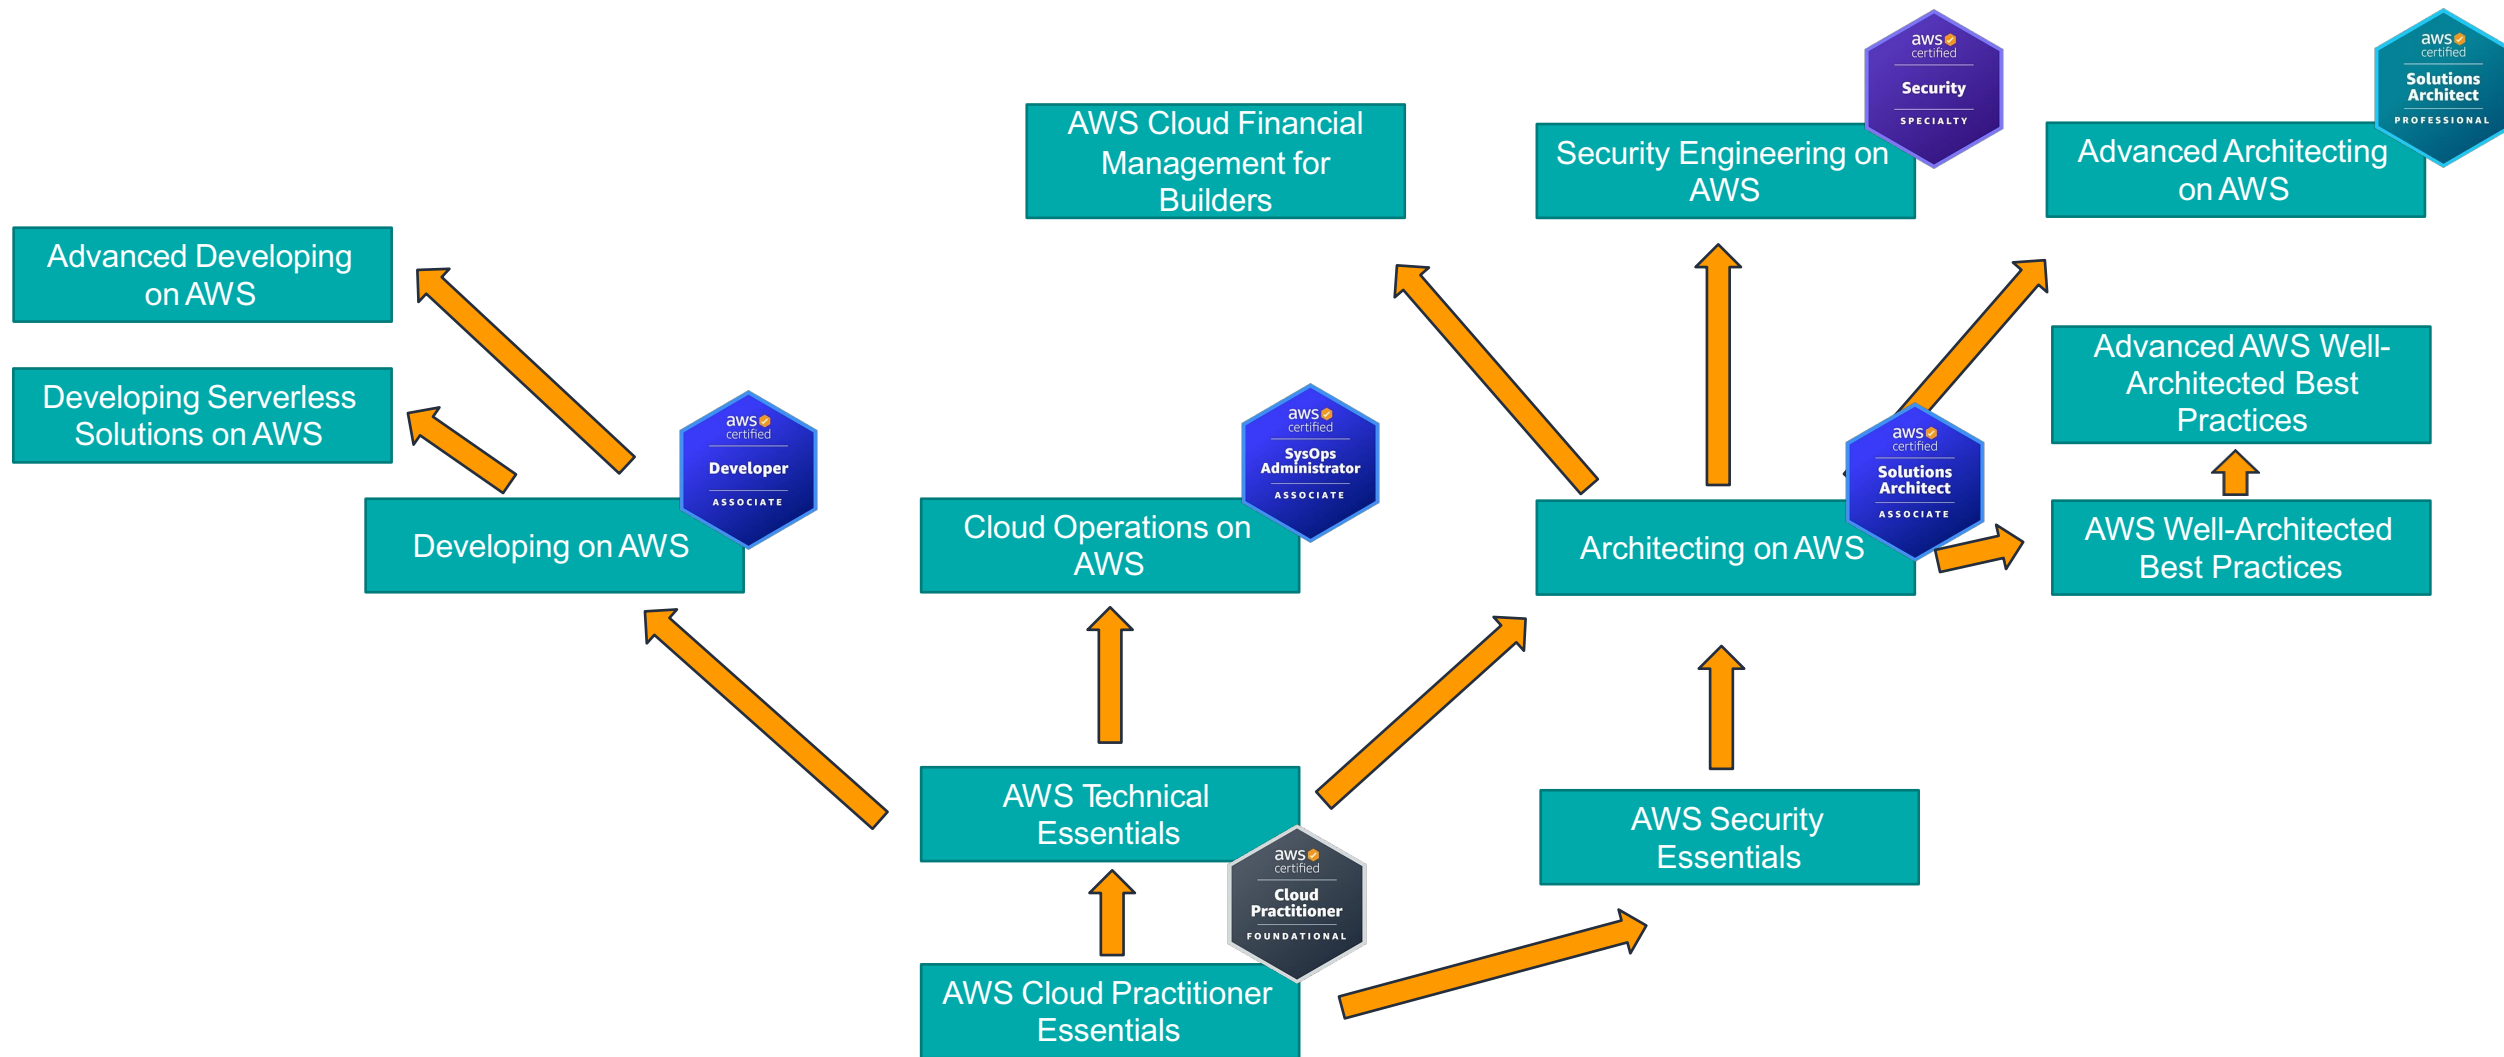 aws
certified
Security
SPECIALTY
aws
certified
Solutions
Architect
PROFESSIONAL
AWS Cloud Financial
Management for
Builders
Security Engineering on
AWS
Advanced Architecting
on AWS
Advanced Developing
on AWS
Developing Serverless
Solutions on AWS
Advanced AWS Well-
Architected Best
Practices
aws
certified
Developer
ASSOCIATE
aws
certified
SysOps
Administrator
ASSOCIATE
aws
certified
Solutions
Architect
ASSOCIATE
Developing on AWS
Cloud Operations on
AWS
Architecting on AWS
AWS Well-Architected
Best Practices
AWS Technical
Essentials
AWS Security
Essentials
aws
certified
Cloud
Practitioner
FOUNDATIONAL
AWS Cloud Practitioner
Essentials